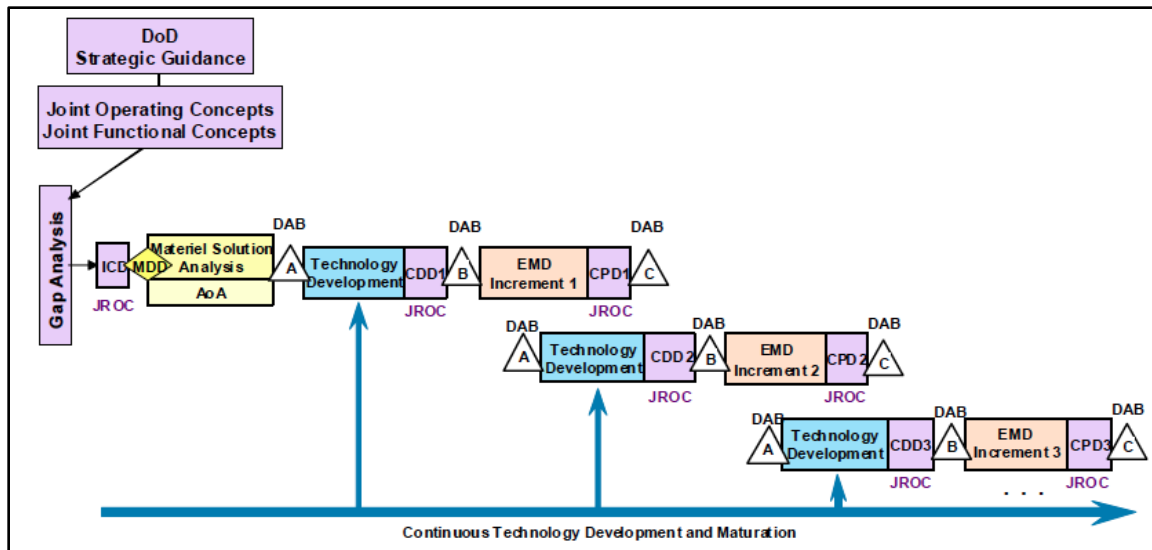 DoD
Strategic Guidance
Joint Operating Concepts
Joint Functional Concepts
Gap Analysis
ICD
JROC
MDD
Materiel Solution
Analysis
AoA
DAB
A
Technology
Development
CDD1
JROC
DAB
B
EMD
Increment 1
CPD1
JROC
DAB
C
DAB
A
Technology
Development
CDD2
JROC
DAB
B
EMD
Increment 2
CPD2
JROC
DAB
C
DAB
A
Technology
Development
CDD3
JROC
DAB
B
EMD
Increment 3
. . .
CPD3
JROC
DAB
C
Continuous Technology Development and Maturation